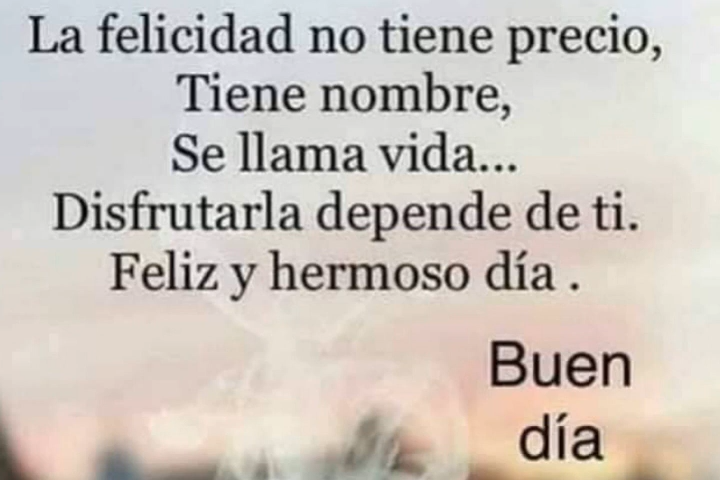 La felicidad no tiene precio,
Tiene nombre,
Se llama vida...
Disfrutarla depende de ti.
Feliz y hermoso día .
Buen
día